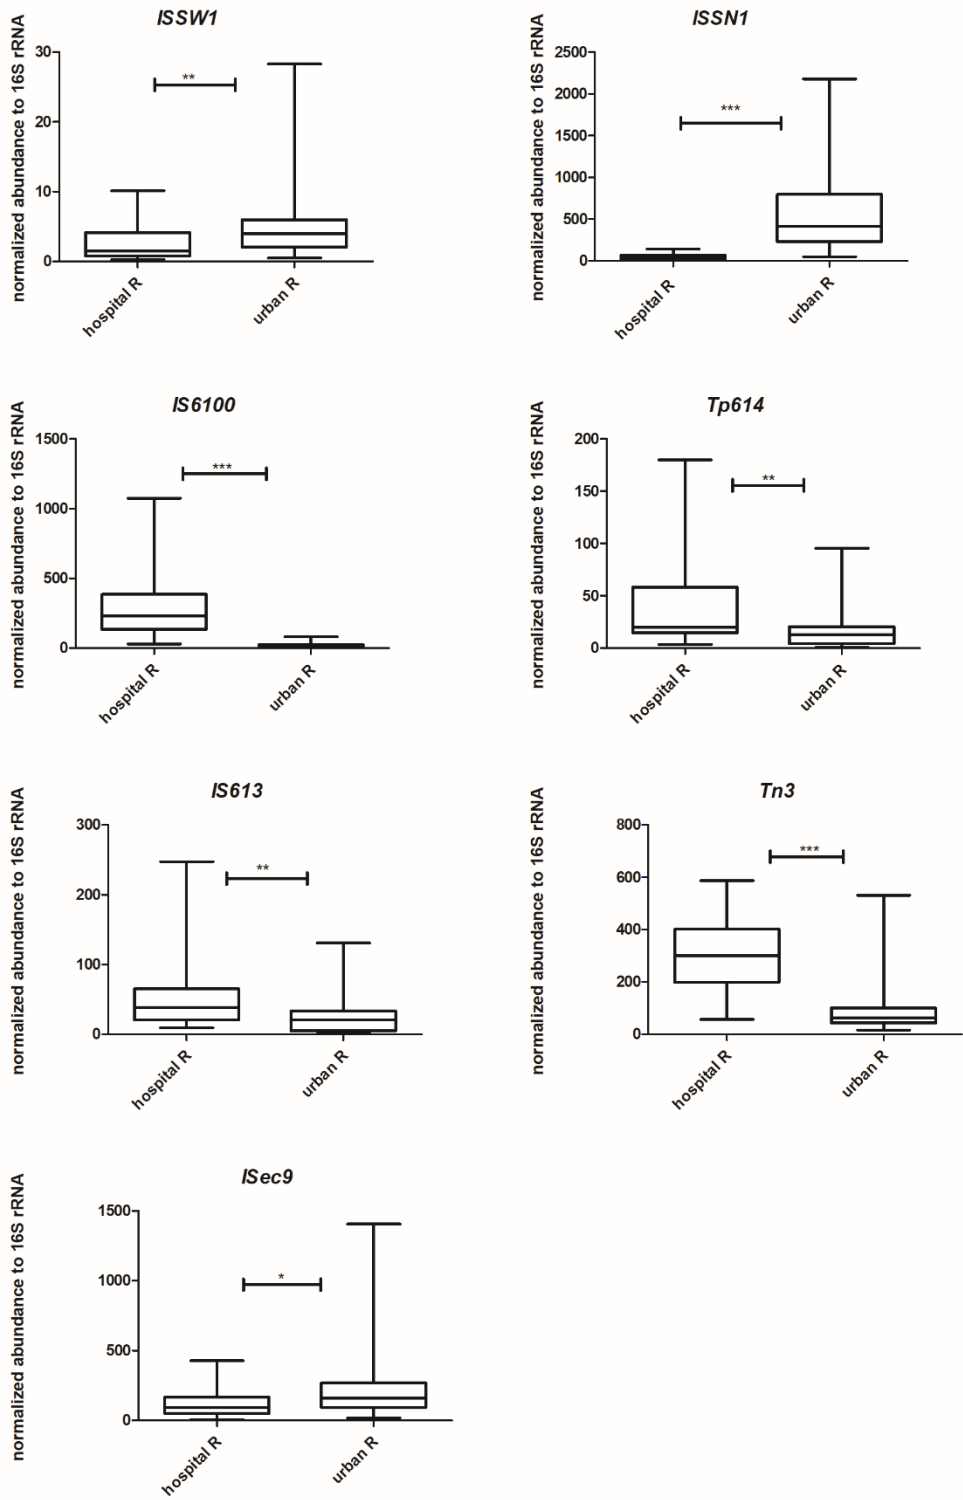 ISSW1
normalized abundance to 16S rRNA
30
20
10
0
**
hospital R
urban R
ISSN1
normalized abundance to 16S rRNA
2500
2000
1500
1000
500
0
***
hospital R
urban R
IS6100
normalized abundance to 16S rRNA
1500
1000
500
0
***
hospital R
urban R
Tp614
normalized abundance to 16S rRNA
200
150
100
50
0
**
hospital R
urban R
IS613
normalized abundance to 16S rRNA
300
200
100
0
**
hospital R
urban R
Tn3
normalized abundance to 16S rRNA
800
600
400
200
0
***
hospital R
urban R
ISec9
normalized abundance to 16S rRNA
1500
1000
500
0
*
hospital R
urban R